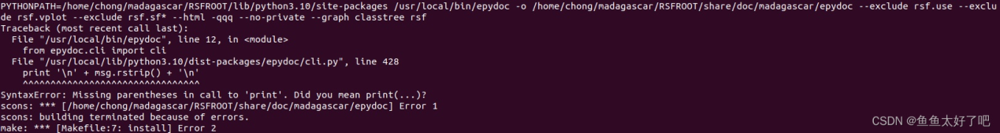 PYTHONPATH=/home/chong/madagascar/RSFROOT/lib/python3.10/site-packages /usr/local/bin/epydoc -o /home/chong/madagascar/RSFROOT/share/doc/madagascar/epydoc --exclude rsf.use --exclu
de rsf.vplot --exclude rsf.sf* --html -qqq --no-private --graph classtree rsf
Traceback (most recent call last):
  File "/usr/local/bin/epydoc", line 12, in <module>
    from epydoc.cli import cli
  File "/usr/local/lib/python3.10/dist-packages/epydoc/cli.py", line 428
    print '\n' + msg.rstrip() + '\n'
    ^^^^^^^^^^^^^^^^^^^^^^^^^^^^^^^^
SyntaxError: Missing parentheses in call to 'print'. Did you mean print(...)?
scons: *** [/home/chong/madagascar/RSFROOT/share/doc/madagascar/epydoc] Error 1
scons: building terminated because of errors.
make: *** [Makefile:7: install] Error 2
CSDN @鱼鱼太好了吧